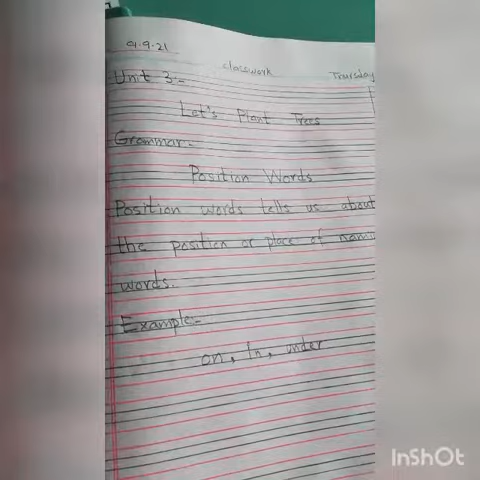 9.9.21
classwork Thursday
Unit 3:-
Let's Plant Trees
Grammar:-
Position Words
Position words tells us about
the position or place of nam
words.
Example:-
on, In, under
InShOt